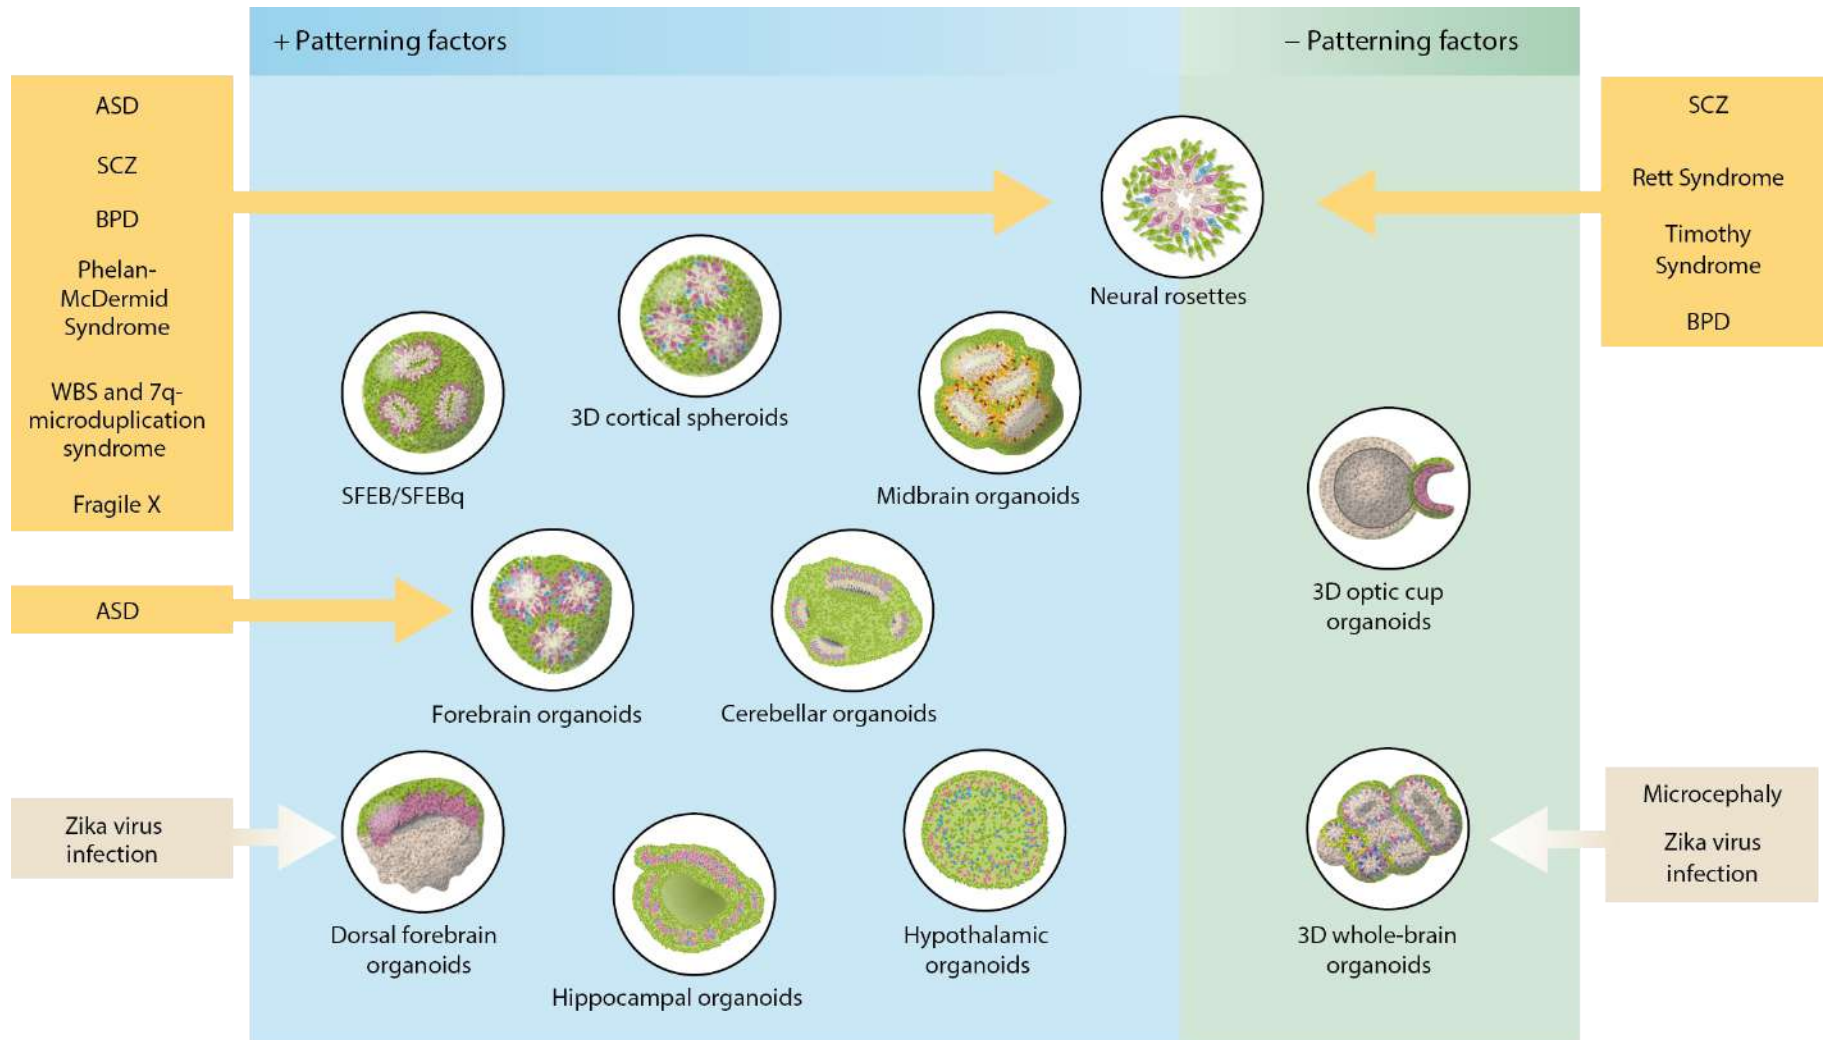 + Patterning factors
– Patterning factors
ASD
SCZ
BPD
Phelan-
McDermid
Syndrome
WBS and 7q-
microduplication
syndrome
Fragile X
SCZ
Rett Syndrome
Timothy
Syndrome
BPD
Neural rosettes
3D cortical spheroids
SFEB/SFEBq
Midbrain organoids
3D optic cup
organoids
ASD
Forebrain organoids
Cerebellar organoids
Zika virus
infection
Microcephaly
Zika virus
infection
Dorsal forebrain
organoids
Hippocampal organoids
Hypothalamic
organoids
3D whole-brain
organoids